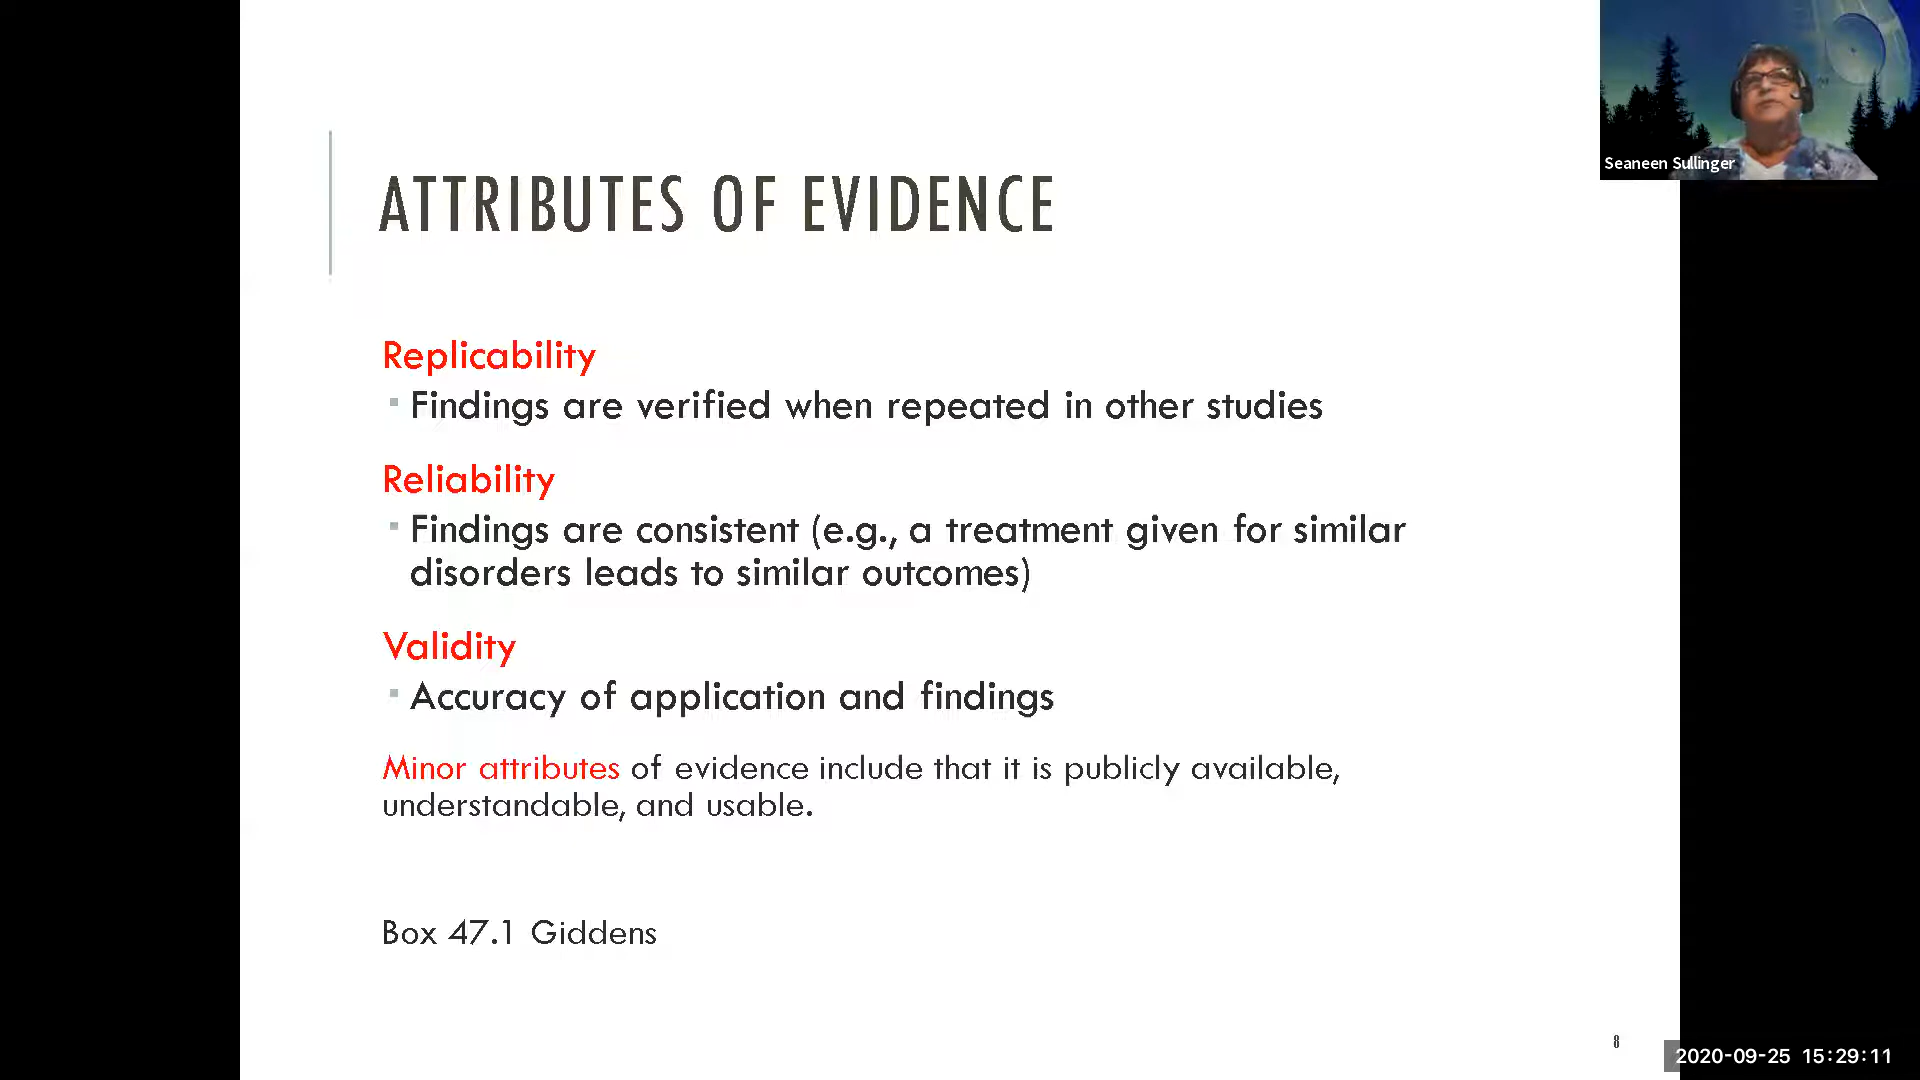 ATTRIBUTES OF EVIDENCE
Seaneen Sullinger
Replicability
Findings are verified when repeated in other studies
Reliability
Findings are consistent (e.g., a treatment given for similar
disorders leads to similar outcomes)
Validity
Accuracy of application and findings
Minor attributes of evidence include that it is publicly available,
understandable, and usable.
Box 47.1 Giddens
8
2020-09-25 15:29:11